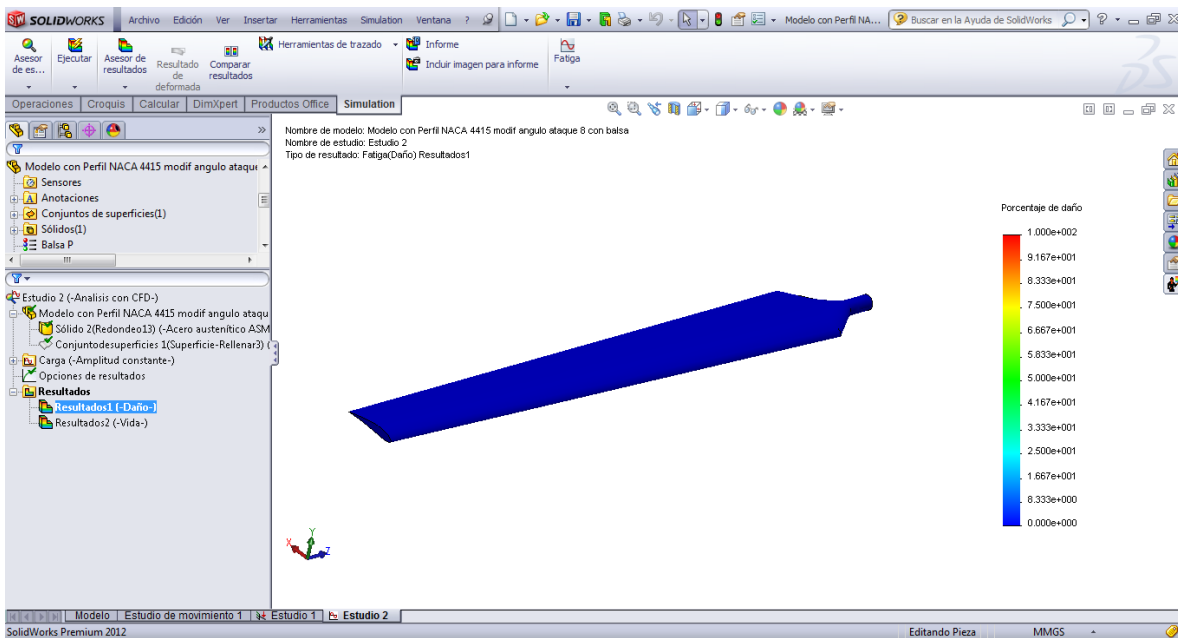 SOLIDWORKS Archivo Edición Ver Insertar Herramientas Simulation Ventana ? Modelo con Perfil NA... Buscar en la Ayuda de SolidWorks ?
Asesor de es...
Ejecutar
Asesor de resultados
Resultado de deformada
Comparar resultados
Herramientas de trazado
Informe
Incluir imagen para informe
Fatiga
Operaciones Croquis Calcular DimXpert Productos Office Simulation
Modelo con Perfil NACA 4415 modif angulo ataque
Sensores
Anotaciones
Conjuntos de superficies(1)
Sólidos(1)
Balsa P
Estudio 2 (-Analisis con CFD-)
Modelo con Perfil NACA 4415 modif angulo ataqu
Sólido 2(Redondeo13) (-Acero austenítico ASM
Conjuntodesuperficies 1(Superficie-Rellenar3) (
Carga (-Amplitud constante-)
Opciones de resultados
Resultados
Resultados1 (-Daño-)
Resultados2 (-Vida-)
Nombre de modelo: Modelo con Perfil NACA 4415 modif angulo ataque 8 con balsa
Nombre de estudio: Estudio 2
Tipo de resultado: Fatiga(Daño) Resultados1
Porcentaje de daño
1.000e+002
9.167e+001
8.333e+001
7.500e+001
6.667e+001
5.833e+001
5.000e+001
4.167e+001
3.333e+001
2.500e+001
1.667e+001
8.333e+000
0.000e+000
Y
X
Z
Modelo Estudio de movimiento 1 Estudio 1 Estudio 2
SolidWorks Premium 2012 Editando Pieza MMGS